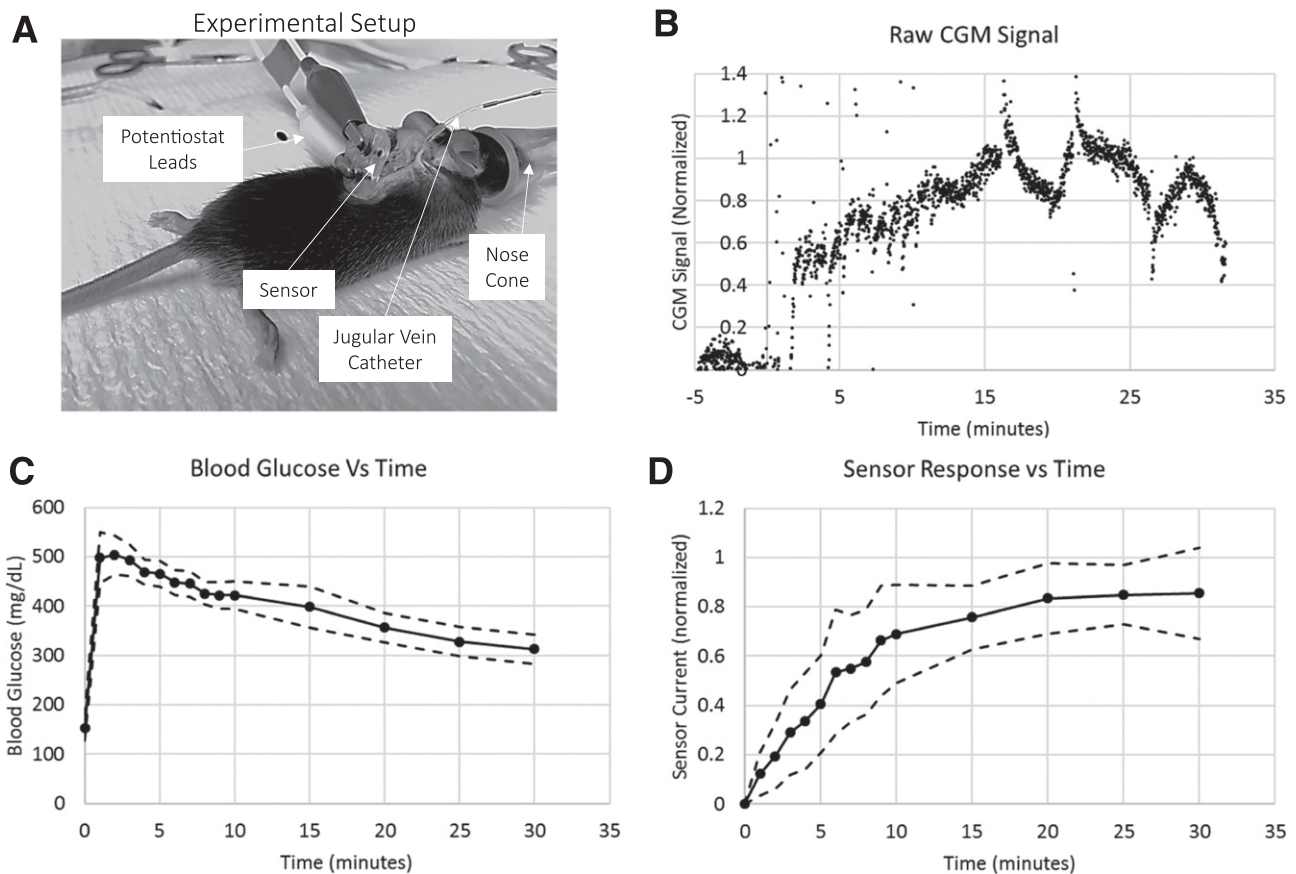 A
Experimental Setup
Potentiostat
Leads
Sensor
Jugular Vein
Catheter
Nose
Cone
B
Raw CGM Signal
CGM Signal (Normalized)
1.4
1.2
1
0.8
0.6
0.4
0.2
0
-5
5
15
25
35
Time (minutes)
C
Blood Glucose Vs Time
Blood Glucose (mg/dL)
600
500
400
300
200
100
0
0
5
10
15
20
25
30
35
Time (minutes)
D
Sensor Response vs Time
Sensor Current (normalized)
1.2
1
0.8
0.6
0.4
0.2
0
0
5
10
15
20
25
30
35
Time (minutes)